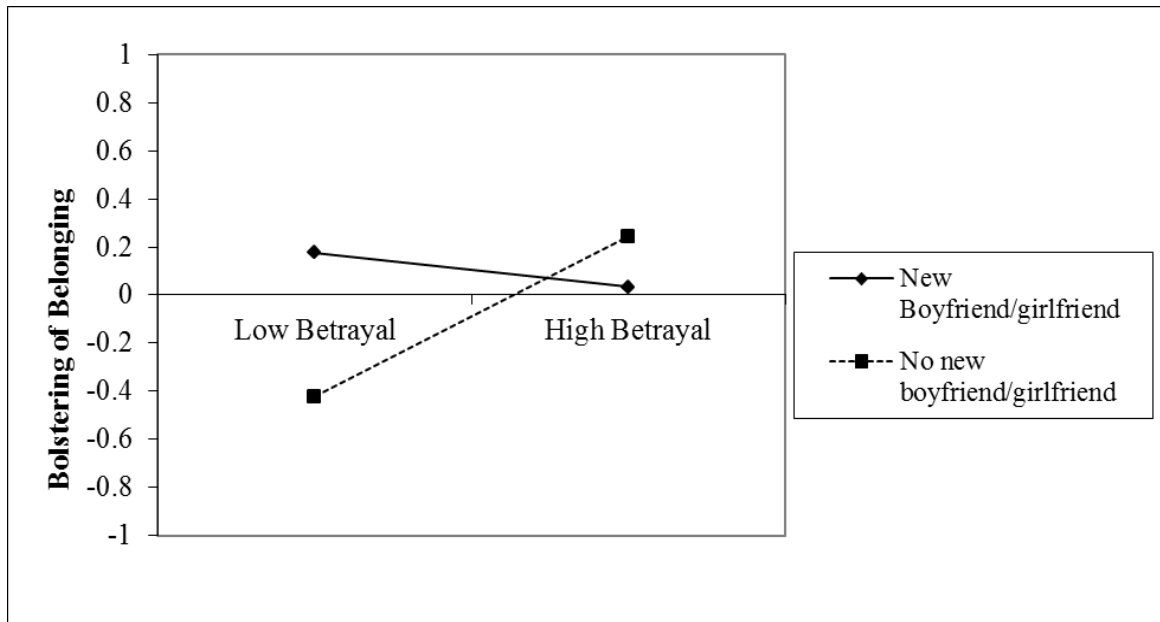 1
0.8
0.6
0.4
0.2
0
-0.2
-0.4
-0.6
-0.8
-1
Bolstering of Belonging
Low Betrayal
High Betrayal
New
Boyfriend/girlfriend
No new
boyfriend/girlfriend